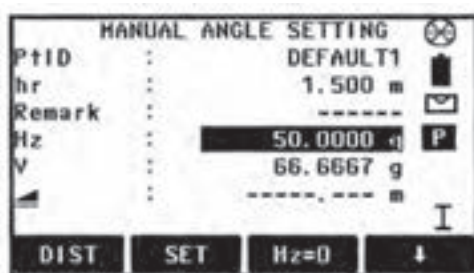 MANUAL ANGLE SETTING
PtID : DEFAULT1
hr : 1.500 m
Remark : ------
Hz : 50.0000 g
V : 66.6667 g
: -----.--- m
P
I
DIST SET Hz=0 ↓